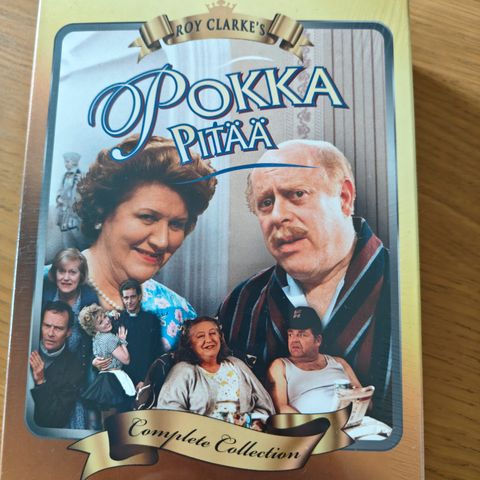 ROY CLARKE'S
POKKA
PITÄÄ
Complete Collection